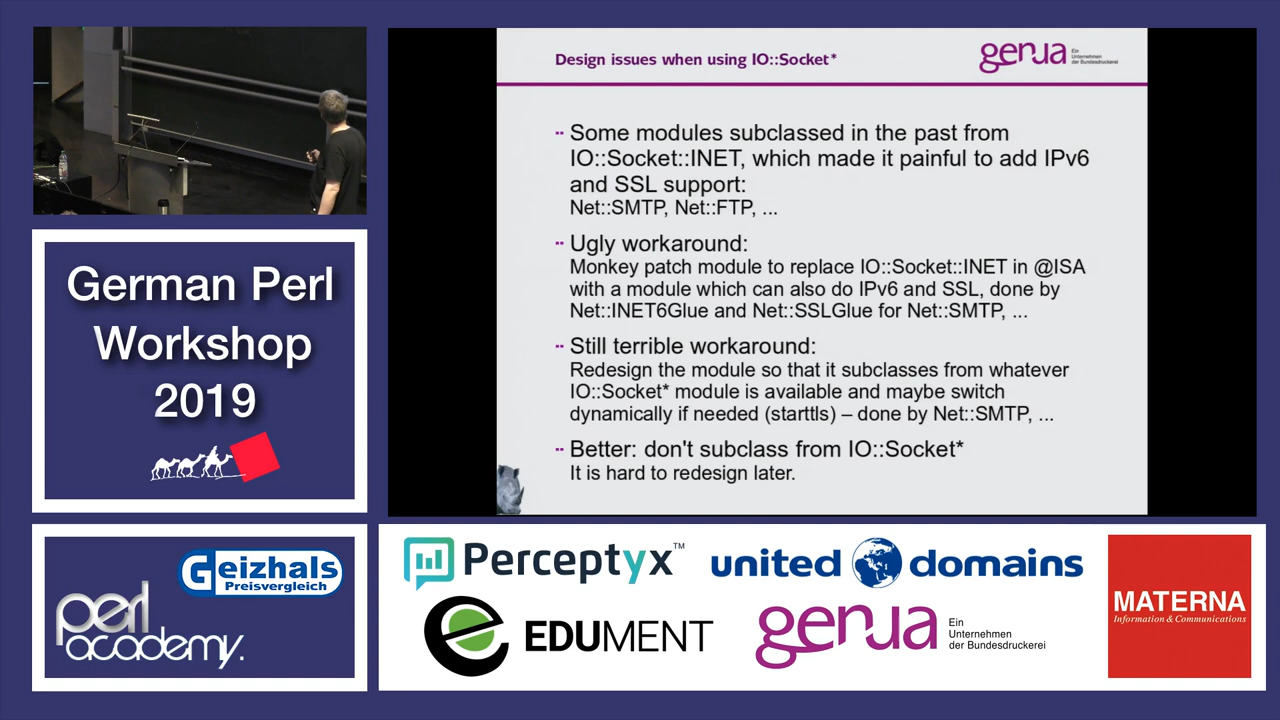 Design issues when using IO::Socket*
genua
Ein
Unternehmen
der Bundesdruckerei
Some modules subclassed in the past from
IO::Socket::INET, which made it painful to add IPv6
and SSL support:
Net::SMTP, Net::FTP, ...
Ugly workaround:
Monkey patch module to replace IO::Socket::INET in @ISA
with a module which can also do IPv6 and SSL, done by
Net::INET6Glue and Net::SSLGlue for Net::SMTP, ...
Still terrible workaround:
Redesign the module so that it subclasses from whatever
IO::Socket* module is available and maybe switch
dynamically if needed (starttls) – done by Net::SMTP, ...
Better: don't subclass from IO::Socket*
It is hard to redesign later.
German Perl
Workshop
2019
Geizhals
Preisvergleich
perl
academy.
Perceptyx™
united domains
EDUMENT
genua
Ein
Unternehmen
der Bundesdruckerei
MATERNA
Information & Communications